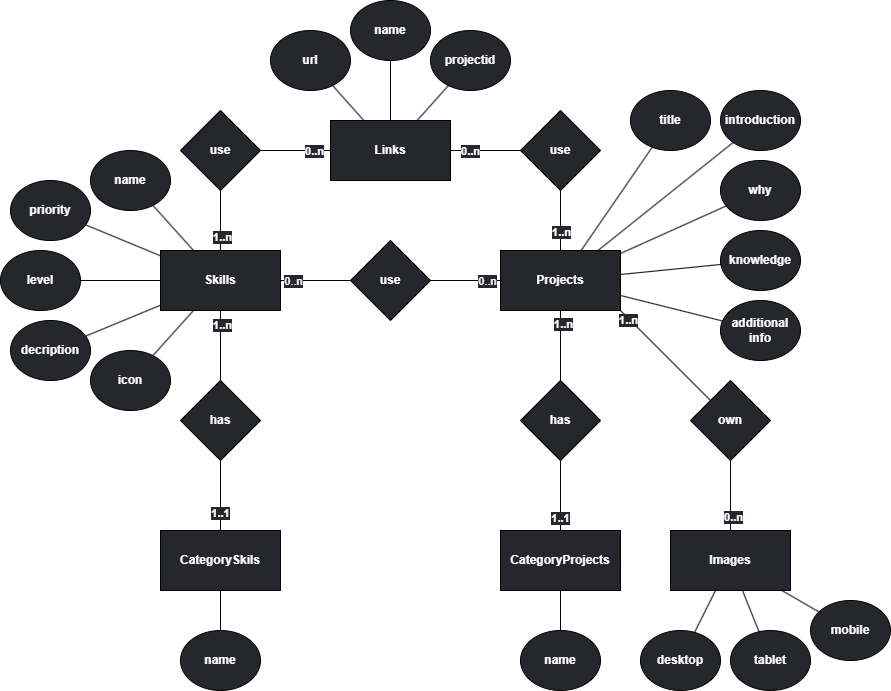 name
url
projectid
title
introduction
use
0..n
Links
0..n
use
name
why
priority
1..n
1..n
knowledge
level
Skills
0..n
use
0..n
Projects
additional
info
1..n
1..n
1..n
decription
icon
has
has
own
1..1
1..1
0..n
CategorySkils
CategoryProjects
Images
mobile
name
name
desktop
tablet